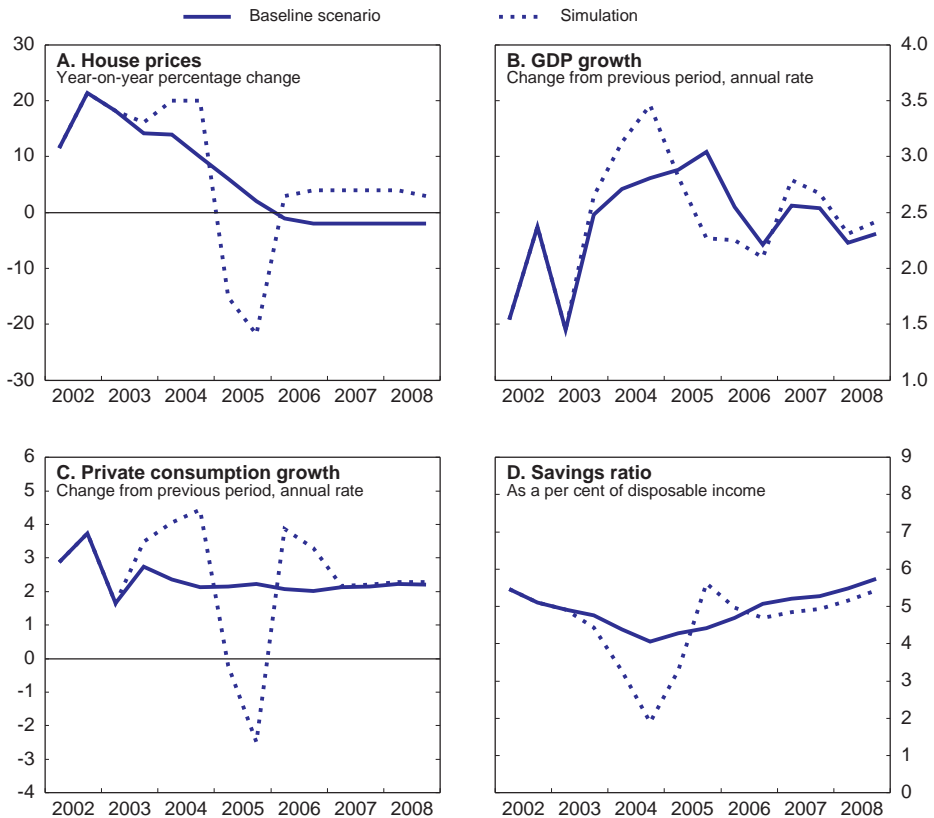 Baseline scenario
Simulation
A. House prices
Year-on-year percentage change
30
20
10
0
-10
-20
-30
2002 2003 2004 2005 2006 2007 2008
B. GDP growth
Change from previous period, annual rate
4.0
3.5
3.0
2.5
2.0
1.5
1.0
2002 2003 2004 2005 2006 2007 2008
C. Private consumption growth
Change from previous period, annual rate
6
5
4
3
2
1
0
-1
-2
-3
-4
2002 2003 2004 2005 2006 2007 2008
D. Savings ratio
As a per cent of disposable income
9
8
7
6
5
4
3
2
1
0
2002 2003 2004 2005 2006 2007 2008